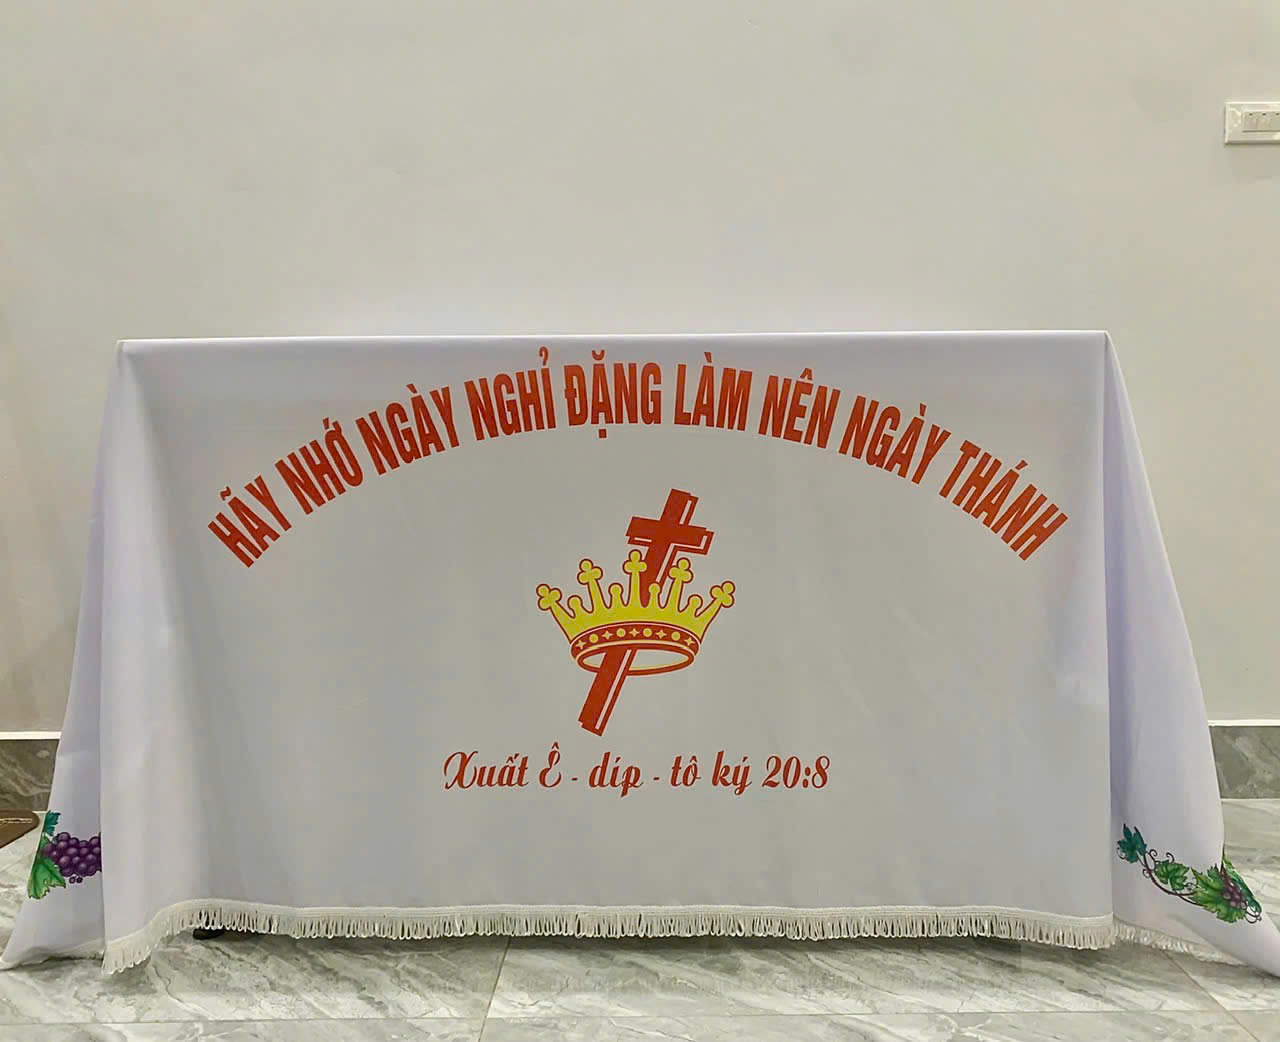 HÃY NHỚ NGÀY NGHỈ ĐẶNG LÀM NÊN NGÀY THÁNH
Xuất Ê - díp - tô ký 20:8